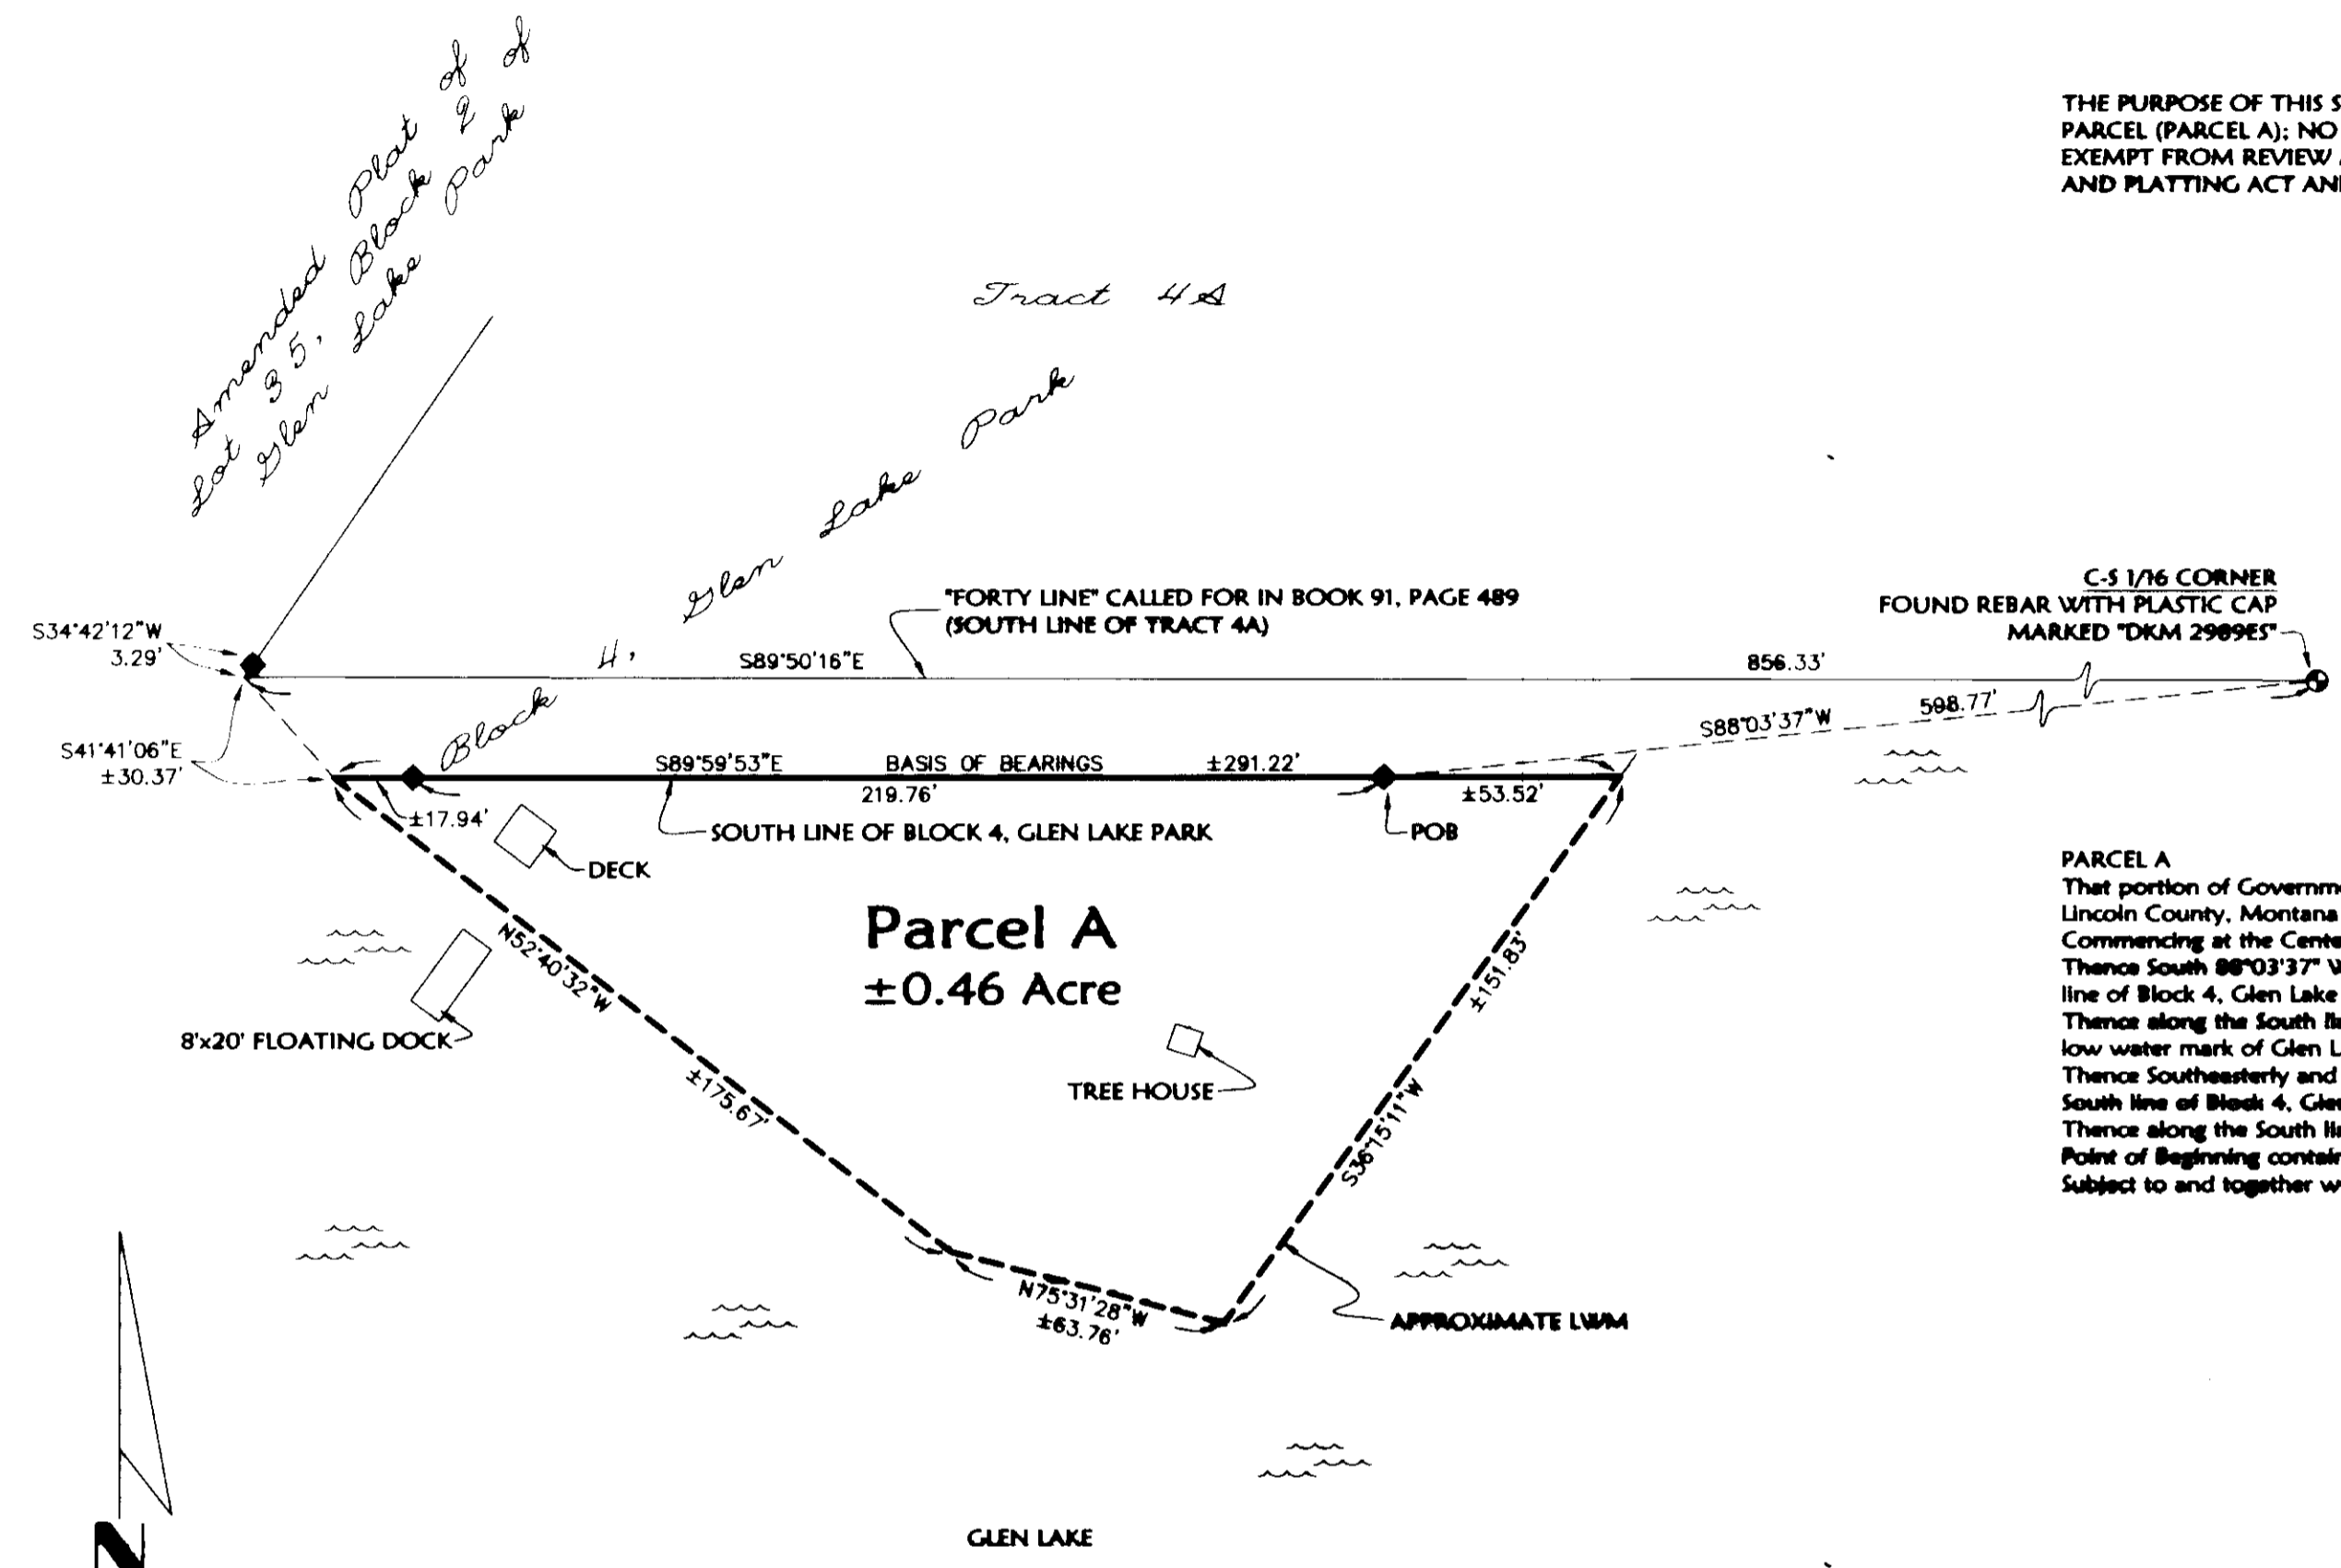 Amended Plat of
Lot 35, Block 2 of
Glen Lake Park
THE PURPOSE OF THIS S
PARCEL (PARCEL A); NO
EXEMPT FROM REVIEW
AND PLATTING ACT AN
Tract 4A
Block 4, Glen Lake Park
"FORTY LINE" CALLED FOR IN BOOK 91, PAGE 489
(SOUTH LINE OF TRACT 4A)
C-S 1/16 CORNER
FOUND REBAR WITH PLASTIC CAP
MARKED "DKM 2989ES"
S34°42'12"W
3.29'
S89°50'16"E
856.33'
S88°03'37"W
598.77'
S41°41'06"E
±30.37'
S89°59'53"E BASIS OF BEARINGS ±291.22'
219.76'
±53.52'
±17.94'
SOUTH LINE OF BLOCK 4, GLEN LAKE PARK
POB
DECK
Parcel A
±0.46 Acre
N52°40'32"W
±175.67'
±151.83'
S36°15'11"W
8'x20' FLOATING DOCK
TREE HOUSE
N75°31'28"W
±63.76'
APPROXIMATE LWM
PARCEL A
That portion of Governm
Lincoln County, Montana
Commencing at the Cente
Thence South 88°03'37" W
line of Block 4, Glen Lake
Thence along the South li
low water mark of Glen L
Thence Southeasterly and
South line of Block 4, Gle
Thence along the South li
Point of Beginning contai
Subject to and together w
GLEN LAKE
N